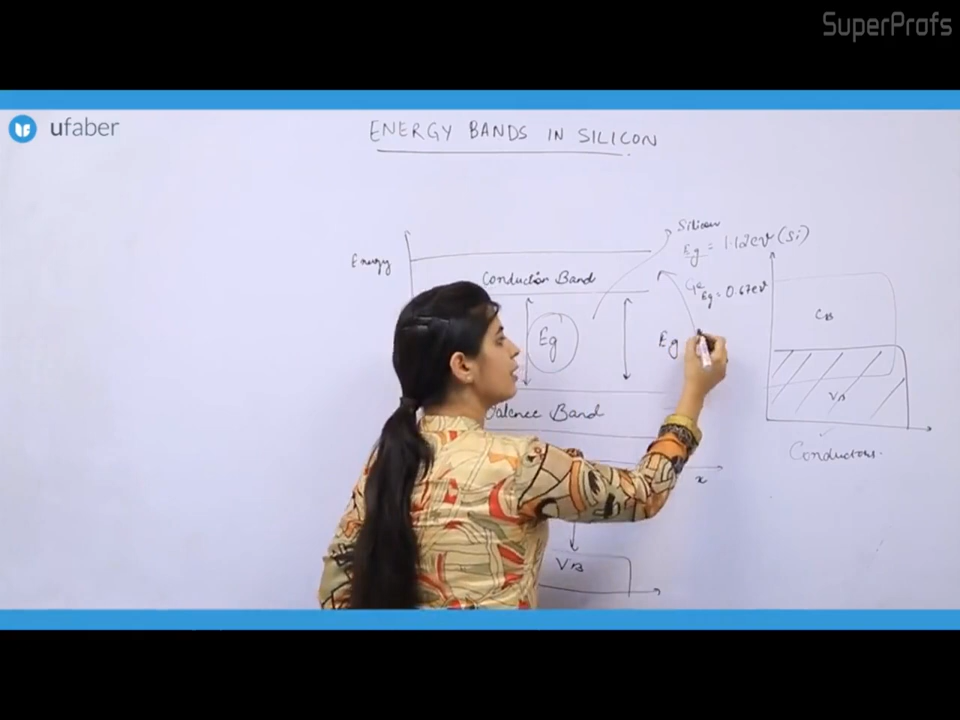 SuperProfs
ufaber
ENERGY BANDS IN SILICON
Silicon
Eg = 1.12eV (Si)
Energy
Conduction Band
Ge
Eg = 0.67eV
CB
Eg
Eg
VB
Valence Band
Conductors.
x
VB